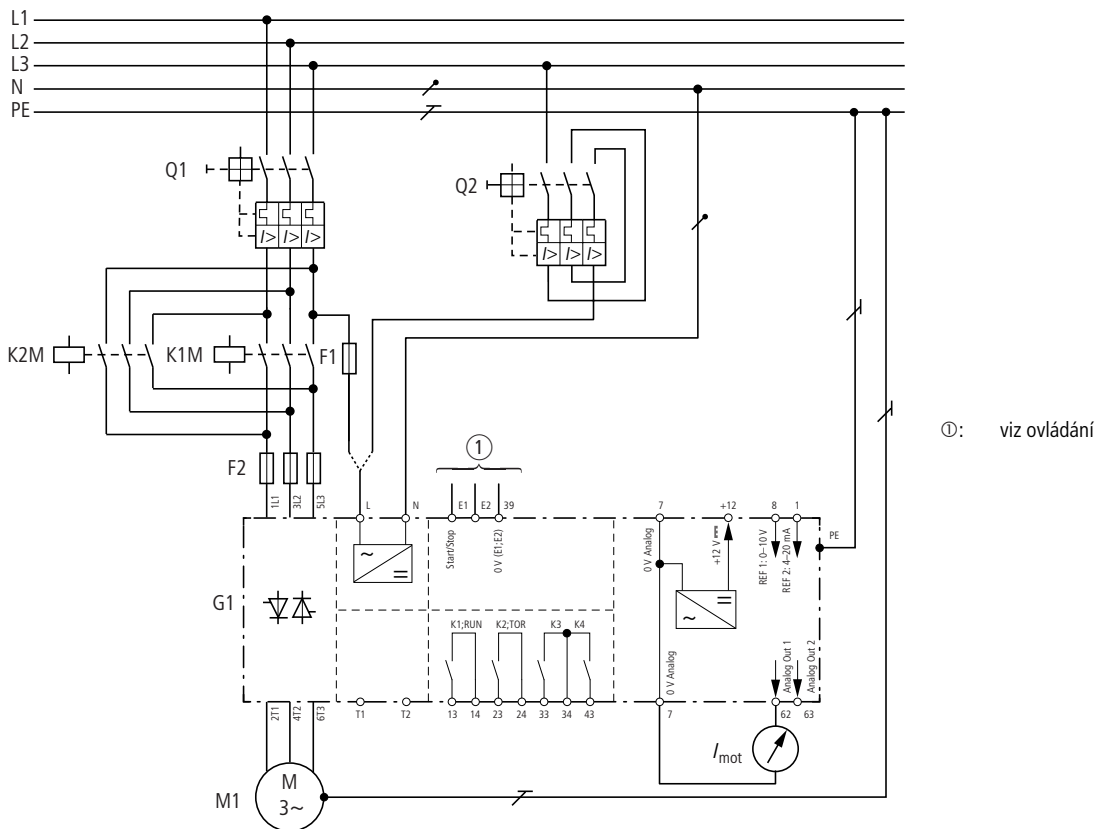 L1
L2
L3
N
PE
Q1
I> I> I>
Q2
I> I> I>
K2M
K1M
F1
①: viz ovládání
F2
①
1L1
3L2
5L3
L
N
E1
E2
39
7
+12
8
1
PE
Start/Stop
0 V (E1;E2)
0 V Analog
+12 V
REF 1: 0–10 V
REF 2: 4–20 mA
~
=
=
~
G1
K1;RUN
K2;TOR
K3
K4
0 V Analog
Analog Out 1
Analog Out 2
2T1
4T2
6T3
T1
T2
13
14
23
24
33
34
43
7
62
63
Imot
M1
M
3~